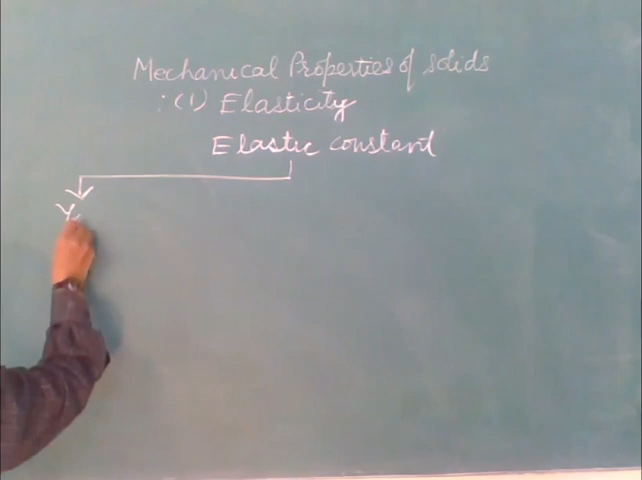 Mechanical Properties of solids
:(1) Elasticity
Elastic constant
Y